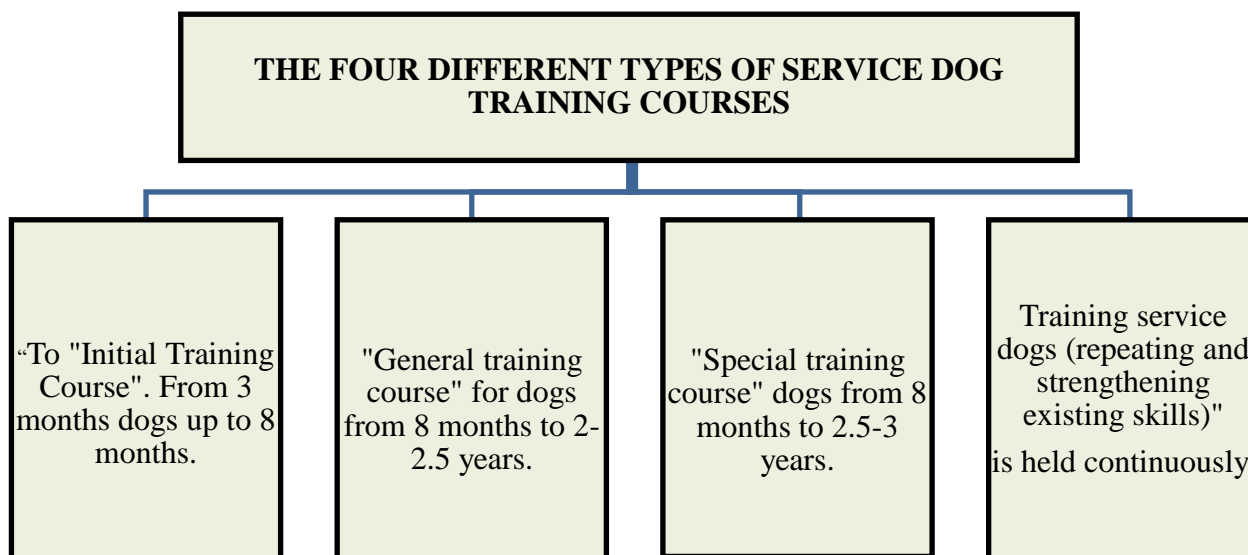 THE FOUR DIFFERENT TYPES OF SERVICE DOG
TRAINING COURSES
“To "Initial Training
Course". From 3
months dogs up to 8
months.
"General training
course" for dogs
from 8 months to 2-
2.5 years.
"Special training
course" dogs from 8
months to 2.5-3
years.
Training service
dogs (repeating and
strengthening
existing skills)"
is held continuously